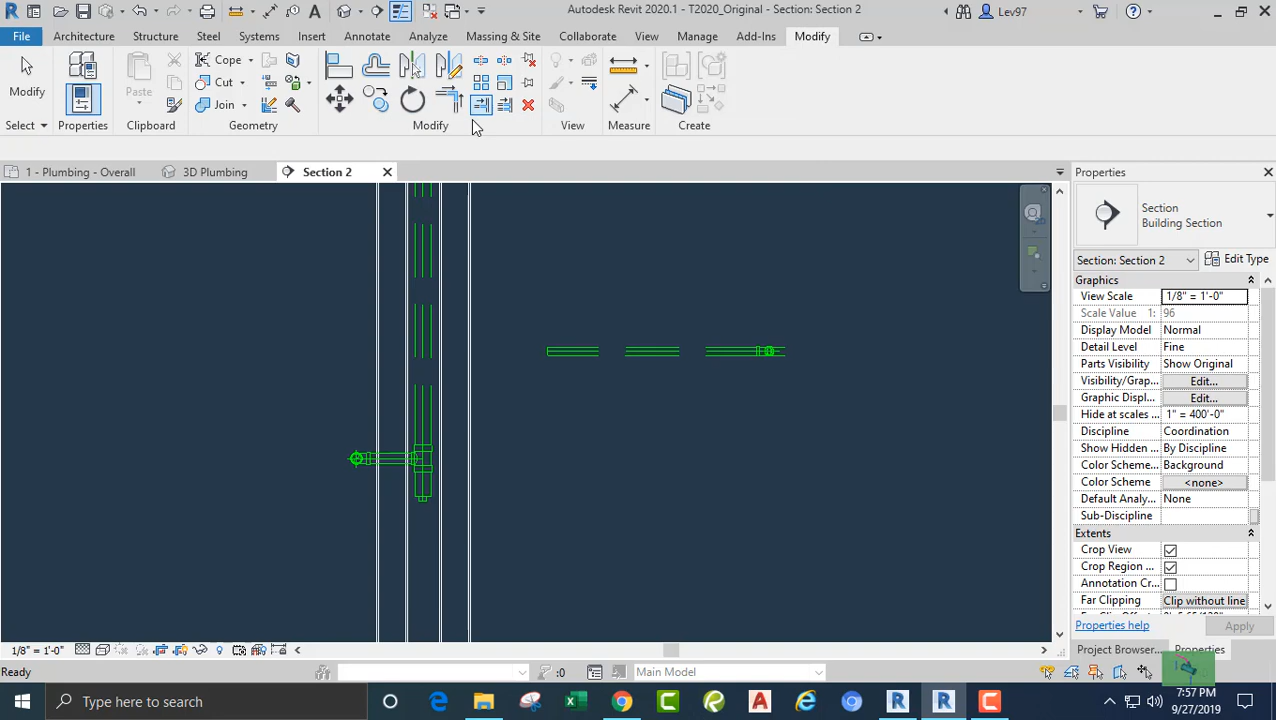 Autodesk Revit 2020.1 - T2020_Original - Section: Section 2
Lev97
File Architecture Structure Steel Systems Insert Annotate Analyze Massing & Site Collaborate View Manage Add-Ins Modify
Modify
Select
Properties
Paste
Clipboard
Cope
Cut
Join
Geometry
Modify
View
Measure
Create
1 - Plumbing - Overall
3D Plumbing
Section 2
Properties
Section
Building Section
Section: Section 2
Edit Type
Graphics
View Scale 1/8" = 1'-0"
Scale Value 1: 96
Display Model Normal
Detail Level Fine
Parts Visibility Show Original
Visibility/Grap... Edit...
Graphic Displ... Edit...
Hide at scales ... 1" = 400'-0"
Discipline Coordination
Show Hidden ... By Discipline
Color Scheme... Background
Color Scheme <none>
Default Analy... None
Sub-Discipline
Extents
Crop View
Crop Region ...
Annotation Cr...
Far Clipping Clip without line
Properties help
Apply
Project Browser...
Properties
1/8" = 1'-0"
Ready
:0
Main Model
Type here to search
7:57 PM
9/27/2019